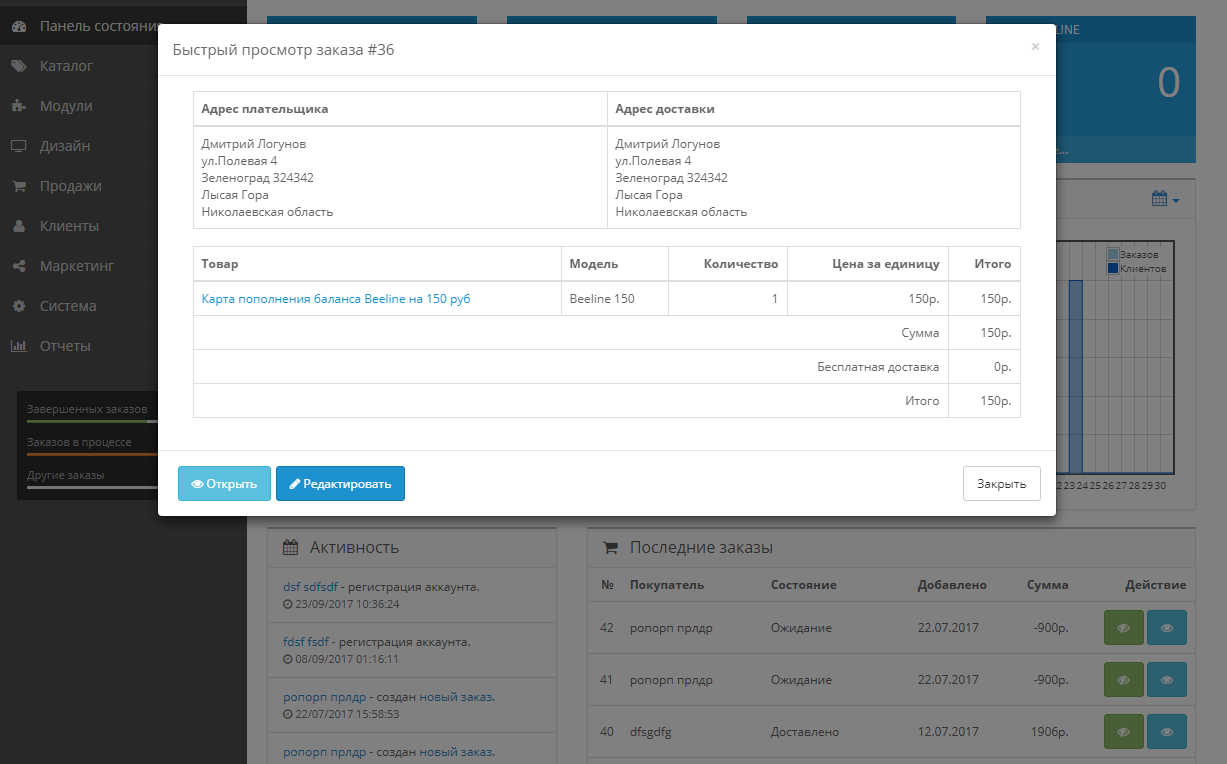 Панель состояния
Каталог
Модули
Дизайн
Продажи
Клиенты
Маркетинг
Система
Отчеты
Завершенных заказов
Заказов в процессе
Другие заказы
LINE
0
Быстрый просмотр заказа #36
×
Адрес плательщика Адрес доставки
Дмитрий Логунов Дмитрий Логунов
ул.Полевая 4 ул.Полевая 4
Зеленоград 324342 Зеленоград 324342
Лысая Гора Лысая Гора
Николаевская область Николаевская область
Товар Модель Количество Цена за единицу Итого
Карта пополнения баланса Beeline на 150 руб Beeline 150 1 150р. 150р.
Сумма 150р.
Бесплатная доставка 0р.
Итого 150р.
Открыть Редактировать Закрыть
Заказов
Клиентов
23 24 25 26 27 28 29 30
Активность
dsf sdfsdf - регистрация аккаунта.
23/09/2017 10:36:24
fdsf fsdf - регистрация аккаунта.
08/09/2017 01:16:11
ропорп прлдр - создан новый заказ.
22/07/2017 15:58:53
ропорп прлдр - создан новый заказ.
Последние заказы
№ Покупатель Состояние Добавлено Сумма Действие
42 ропорп прлдр Ожидание 22.07.2017 -900р.
41 ропорп прлдр Ожидание 22.07.2017 -900р.
40 dfsgdfg Доставлено 12.07.2017 1906р.